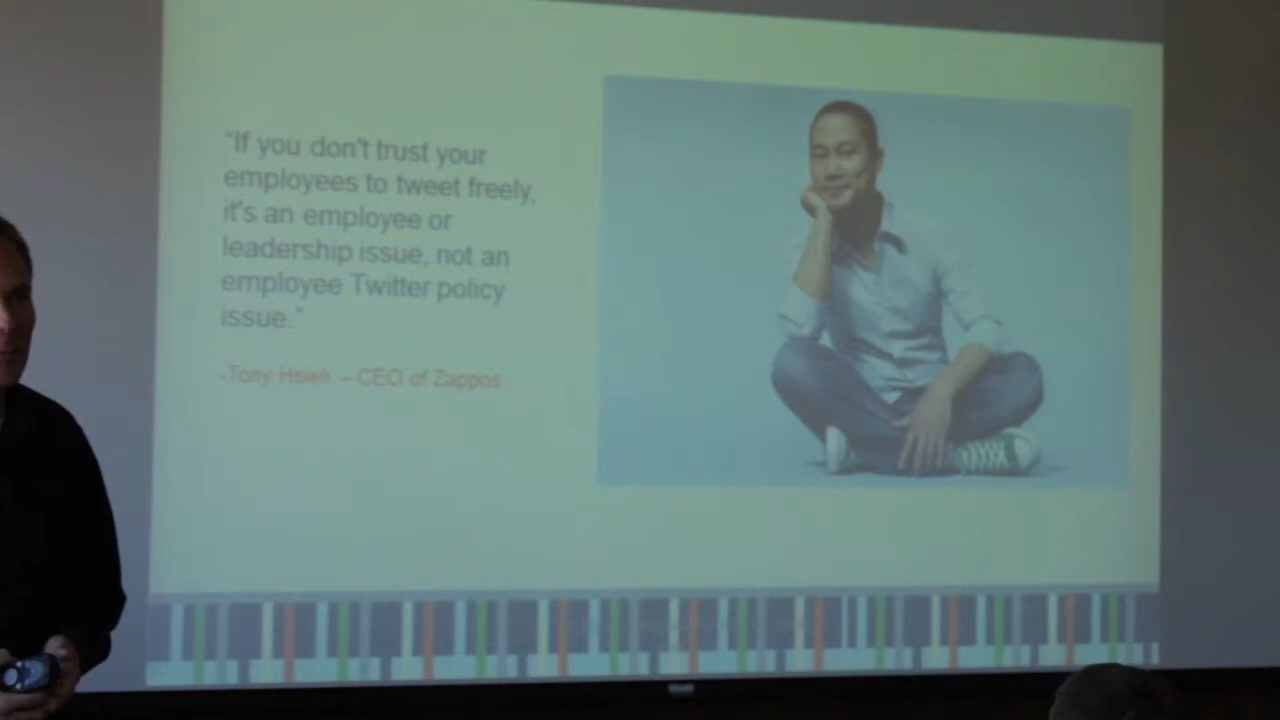 "If you don't trust your
employees to tweet freely,
it's an employee or
leadership issue, not an
employee Twitter policy
issue."
-Tony Hsieh – CEO of Zappos